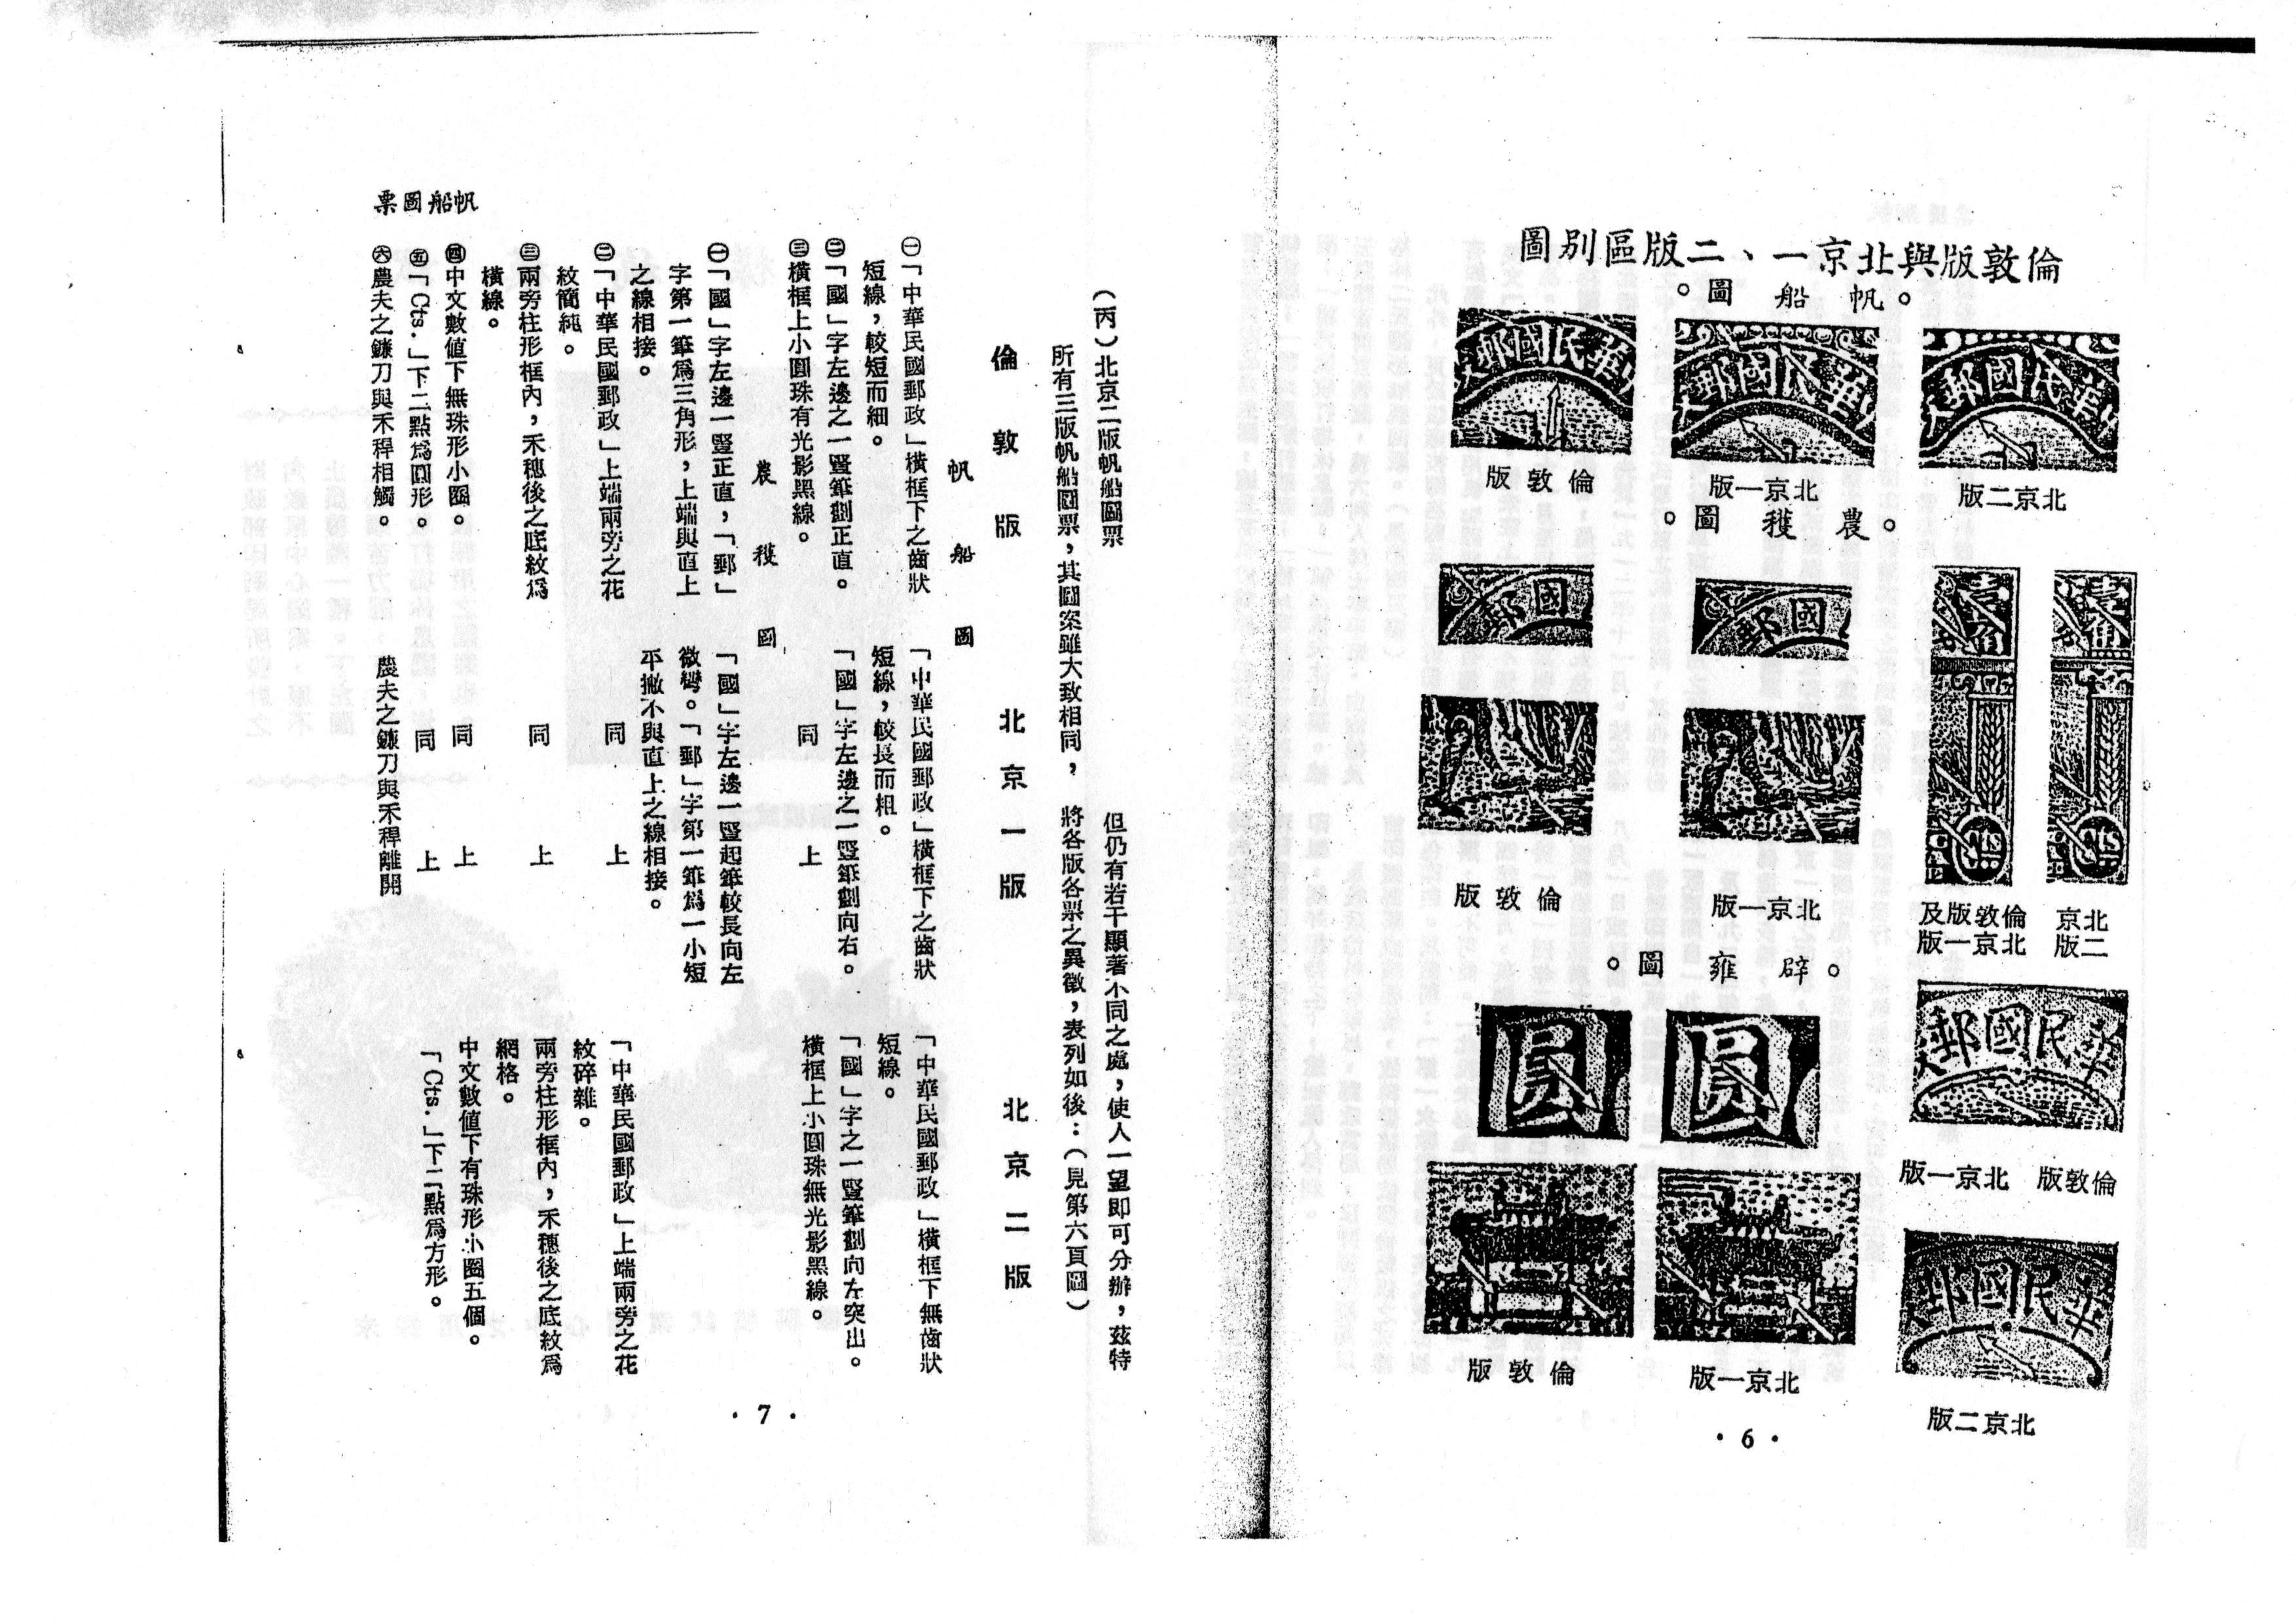 倫敦版與北京一、二版區別圖
。帆船圖。
倫敦版
北京一版
北京二版
。農穫圖。
倫敦版
北京一版
倫敦版及
北京一版
北京
二版
。辟雍圖。
倫敦版
北京一版
倫敦版 北京一版
北京二版
·6·
帆船圖票
(丙)北京二版帆船圖票
所有三版帆船圖票，其圖案雖大致相同，但仍有若干顯著不同之處，使人一望即可分辦，茲特
將各版各票之異徵，表列如後：(見第六頁圖)
倫敦版 北京一版 北京二版
帆船圖
㊀「中華民國郵政」橫框下之齒狀
短線，較短而細。
「中華民國郵政」橫框下之齒狀
短線，較長而粗。
「中華民國郵政」橫框下無齒狀
短線。
㊁「國」字左邊之一豎筆劃正直。
「國」字左邊之一豎筆劃向右。
「國」字之一豎筆劃向左突出。
㊂橫框上小圓珠有光影黑線。
同上
橫框上小圓珠無光影黑線。
農穫圖
㊀「國」字左邊一豎正直，「郵」
字第一筆爲三角形，上端與直上
之線相接。
「國」字左邊一豎起筆較長向左
微彎。「郵」字第一筆爲一小短
平撇不與直上之線相接。
㊁「中華民國郵政」上端兩旁之花
紋簡純。
同上
「中華民國郵政」上端兩旁之花
紋碎雜。
㊂兩旁柱形框內，禾穗後之底紋爲
橫線。
同上
兩旁柱形框內，禾穗後之底紋爲
網格。
㊃中文數値下無珠形小圈。
同上
中文數値下有珠形小圈五個。
㊄「Cts.」下二點爲圓形。
同上
「Cts.」下二點爲方形。
㊅農夫之鐮刀與禾稈相觸。
農夫之鐮刀與禾稈離開
·7·